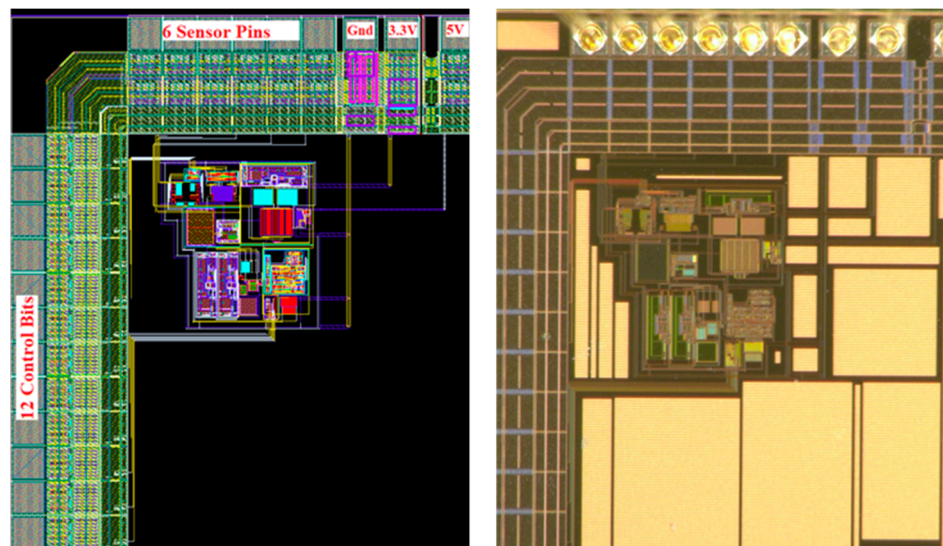 6 Sensor Pins
Gnd
3.3V
5V
12 Control Bits